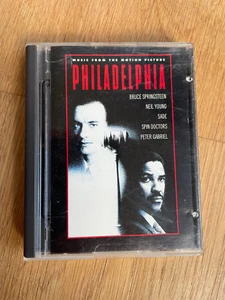 MUSIC FROM THE MOTION PICTURE
PHILADELPHIA
BRUCE SPRINGSTEEN
NEIL YOUNG
SADE
SPIN DOCTORS
PETER GABRIEL